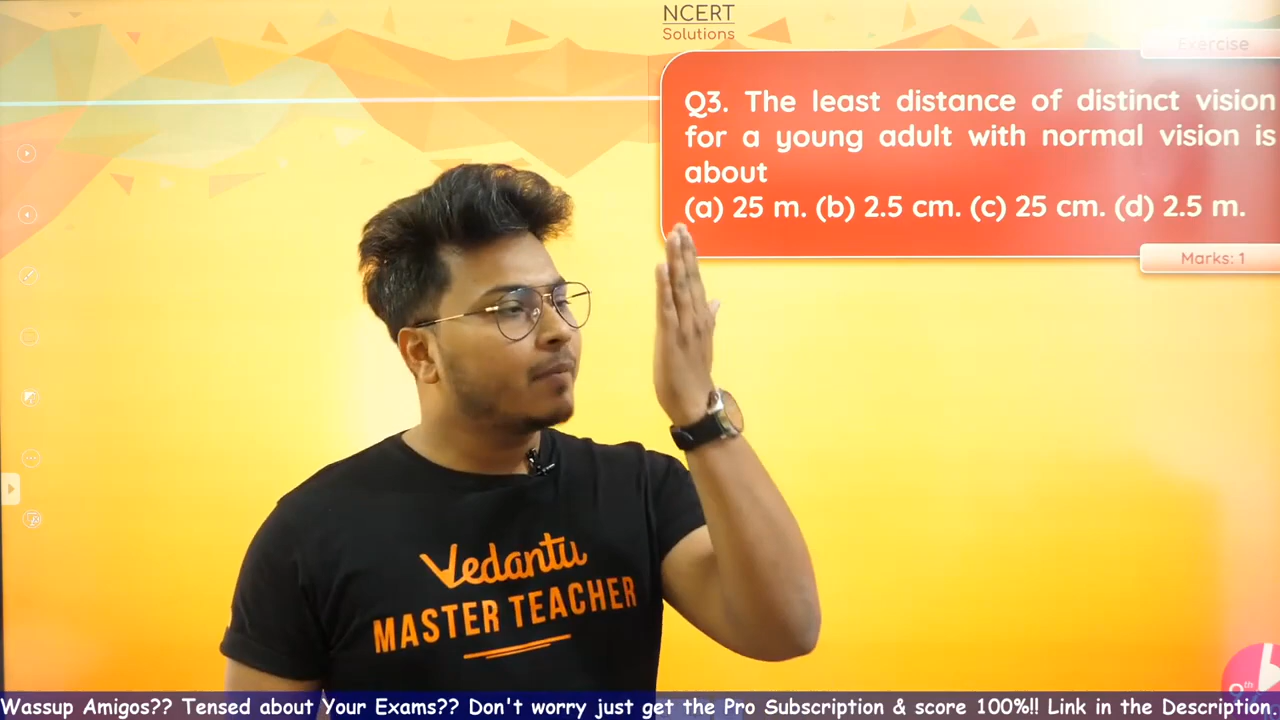 NCERT
Solutions
Exercise
Q3. The least distance of distinct vision
for a young adult with normal vision is
about
(a) 25 m. (b) 2.5 cm. (c) 25 cm. (d) 2.5 m.
Marks: 1
Vedantu
MASTER TEACHER
9th
Wassup Amigos?? Tensed about Your Exams?? Don't worry just get the Pro Subscription & score 100%!! Link in the Description.